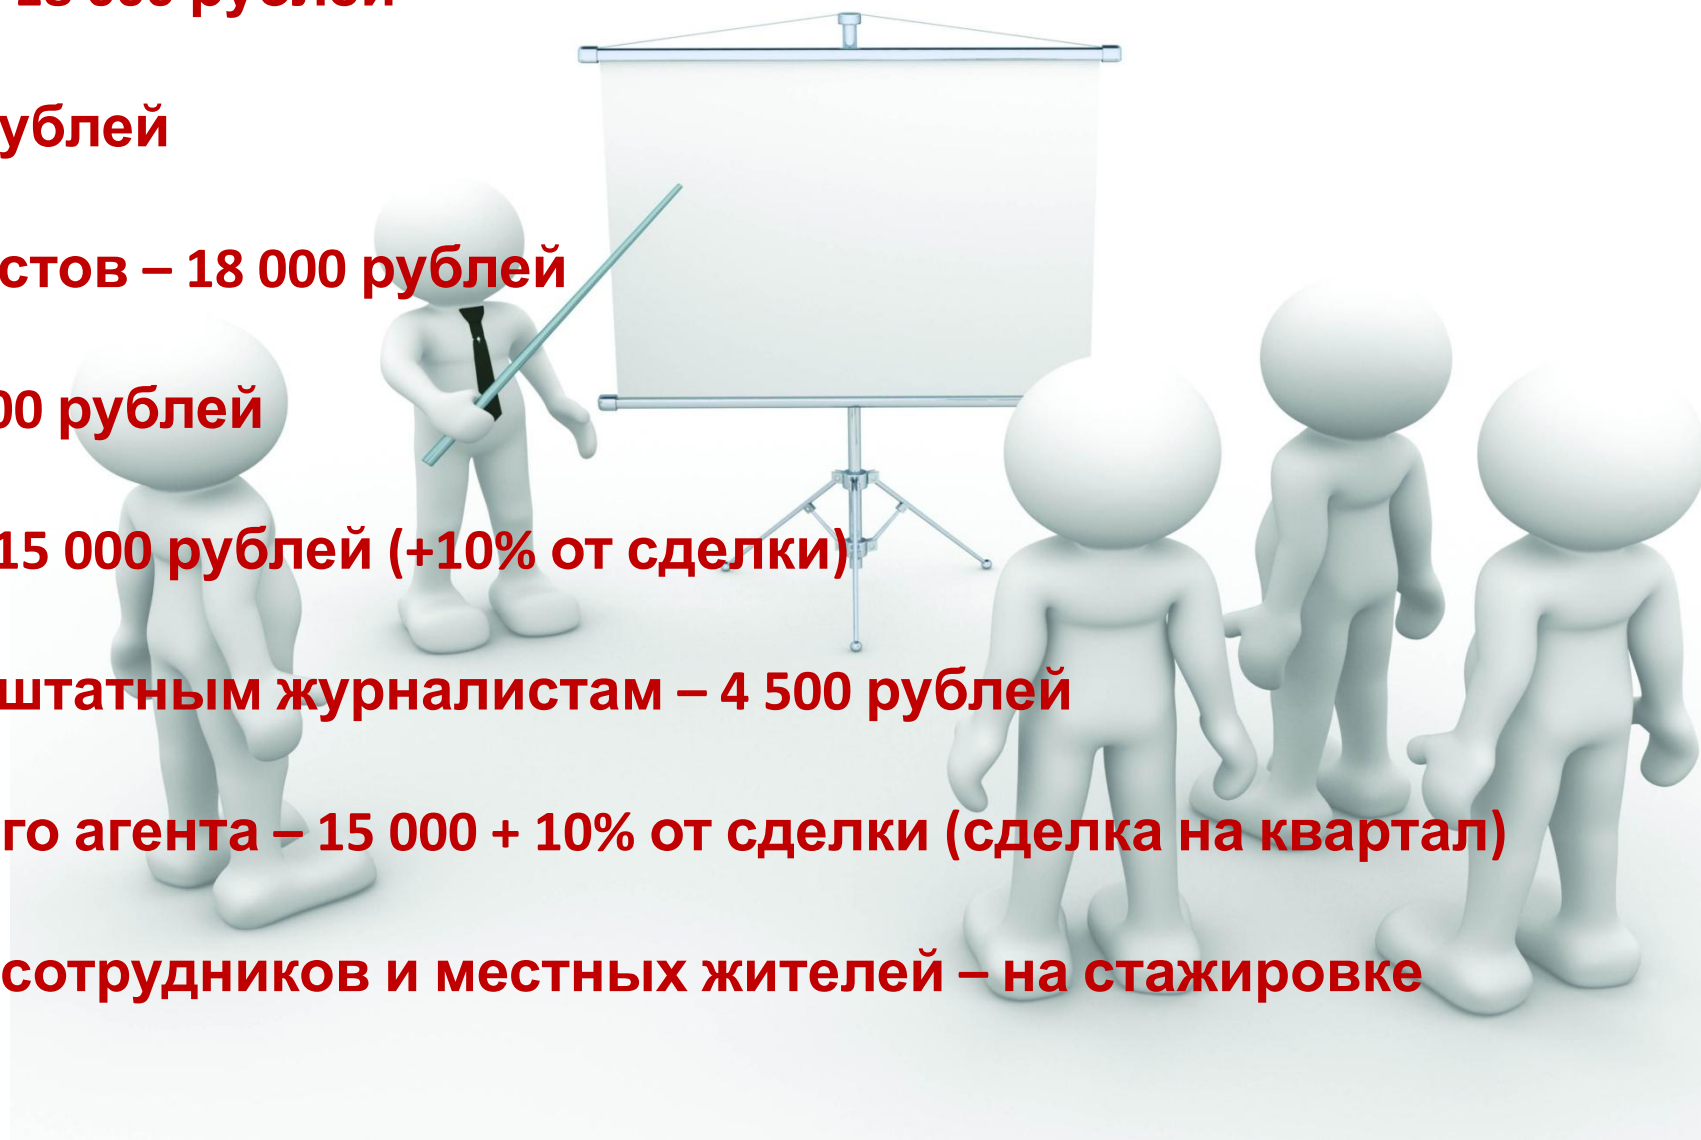 рублей
стов – 18 000 рублей
00 рублей
15 000 рублей (+10% от сделки)
штатным журналистам – 4 500 рублей
го агента – 15 000 + 10% от сделки (сделка на квартал)
сотрудников и местных жителей – на стажировке